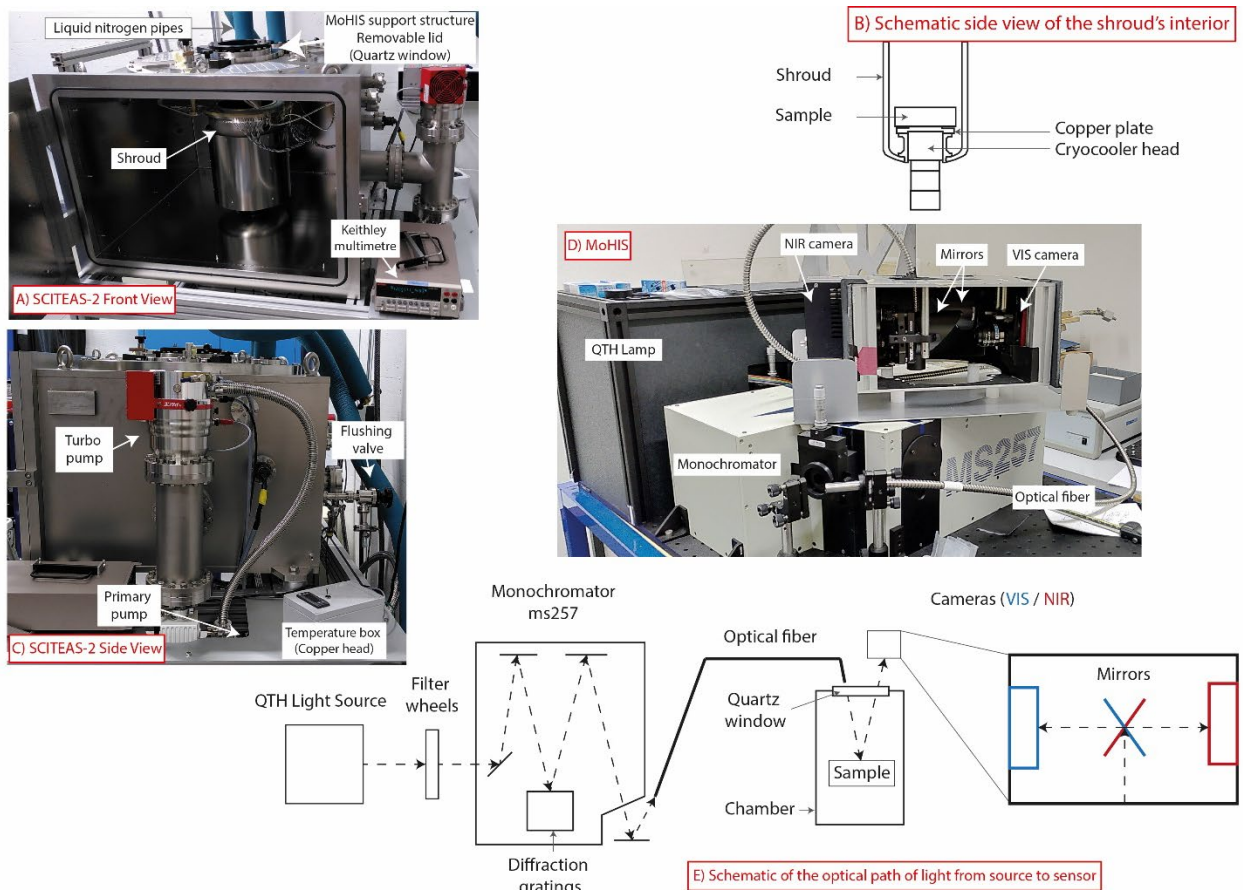 Liquid nitrogen pipes
MoHIS support structure
Removable lid
(Quartz window)
Shroud
Keithley
multimetre
A) SCITEAS-2 Front View
B) Schematic side view of the shroud's interior
Shroud
Sample
Copper plate
Cryocooler head
Turbo
pump
Flushing
valve
Primary
pump
Temperature box
(Copper head)
C) SCITEAS-2 Side View
D) MoHIS
NIR camera
Mirrors
VIS camera
QTH Lamp
Monochromator
MS257
Optical fiber
QTH Light Source
Filter
wheels
Monochromator
ms257
Diffraction
gratings
Optical fiber
Quartz
window
Sample
Chamber
Cameras (VIS / NIR)
Mirrors
E) Schematic of the optical path of light from source to sensor